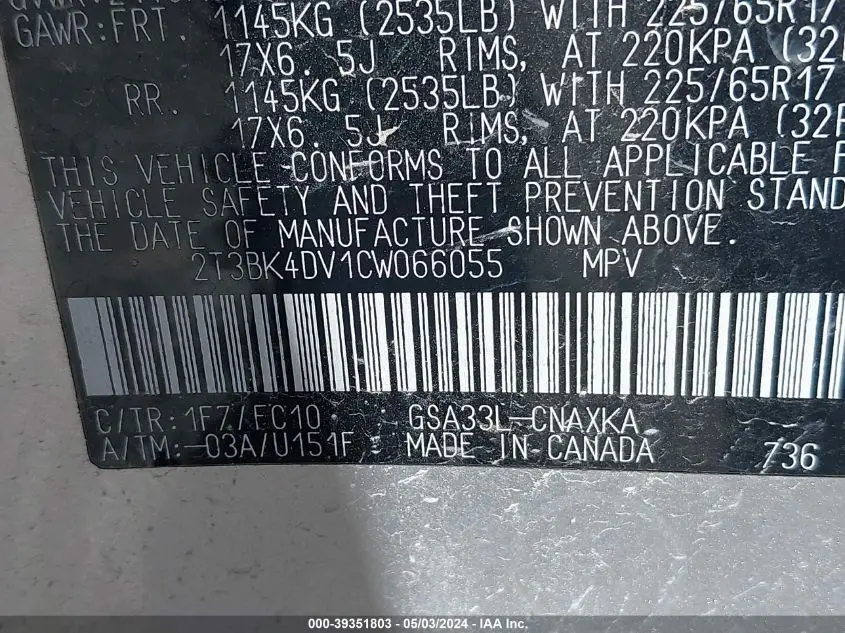 GAWR:FRT. 1145KG (2535LB) WITH 225/65R17
17X6. 5J RIMS, AT 220KPA (32
RR. 1145KG (2535LB) WITH 225/65R17
17X6. 5J RIMS, AT 220KPA (32P
THIS VEHICLE CONFORMS TO ALL APPLICABLE F
VEHICLE SAFETY AND THEFT PREVENTION STAND
THE DATE OF MANUFACTURE SHOWN ABOVE.
2T3BK4DV1CW066055 MPV
C/TR:1F7/FC10 GSA33L-CNAXKA
A/TM:-03A/U151F MADE IN CANADA 736
000-39351803 - 05/03/2024 - IAA Inc.